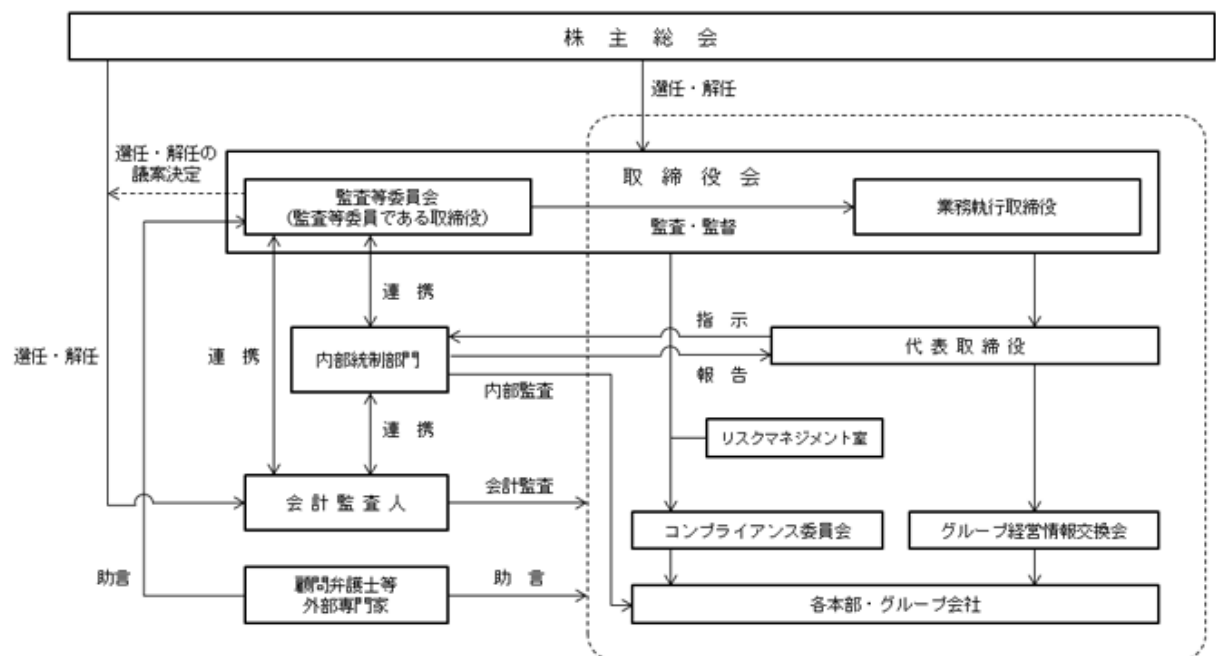 株主総会
選任・解任
選任・解任の
議案決定
取締役会
監査等委員会
(監査等委員である取締役)
監査・監督
業務執行取締役
連携
指示
選任・解任
連携
内部統制部門
代表取締役
報告
内部監査
連携
リスクマネジメント室
会計監査人
会計監査
コンプライアンス委員会
グループ経営情報交換会
助言
顧問弁護士等
外部専門家
助言
各本部・グループ会社